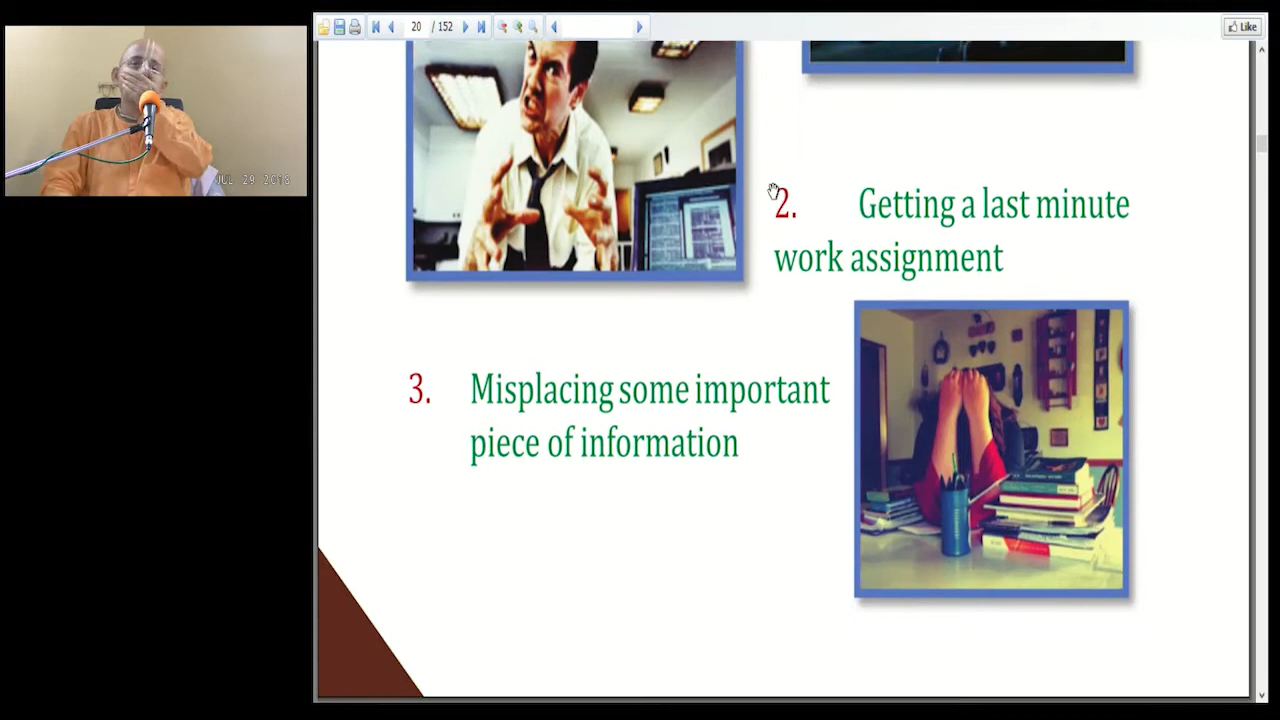 20 / 152
Like
2. Getting a last minute
work assignment
3. Misplacing some important
piece of information
JUL 29 2018